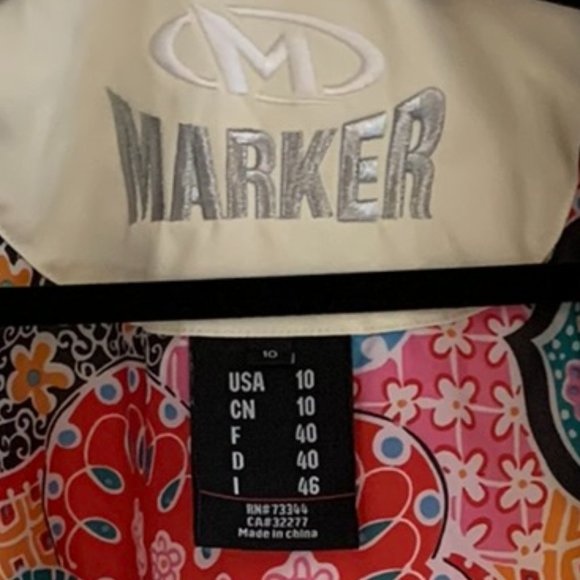 M
MARKER
10
USA 10
CN 10
F 40
D 40
I 46
RN# 73344
CA# 32277
Made in China